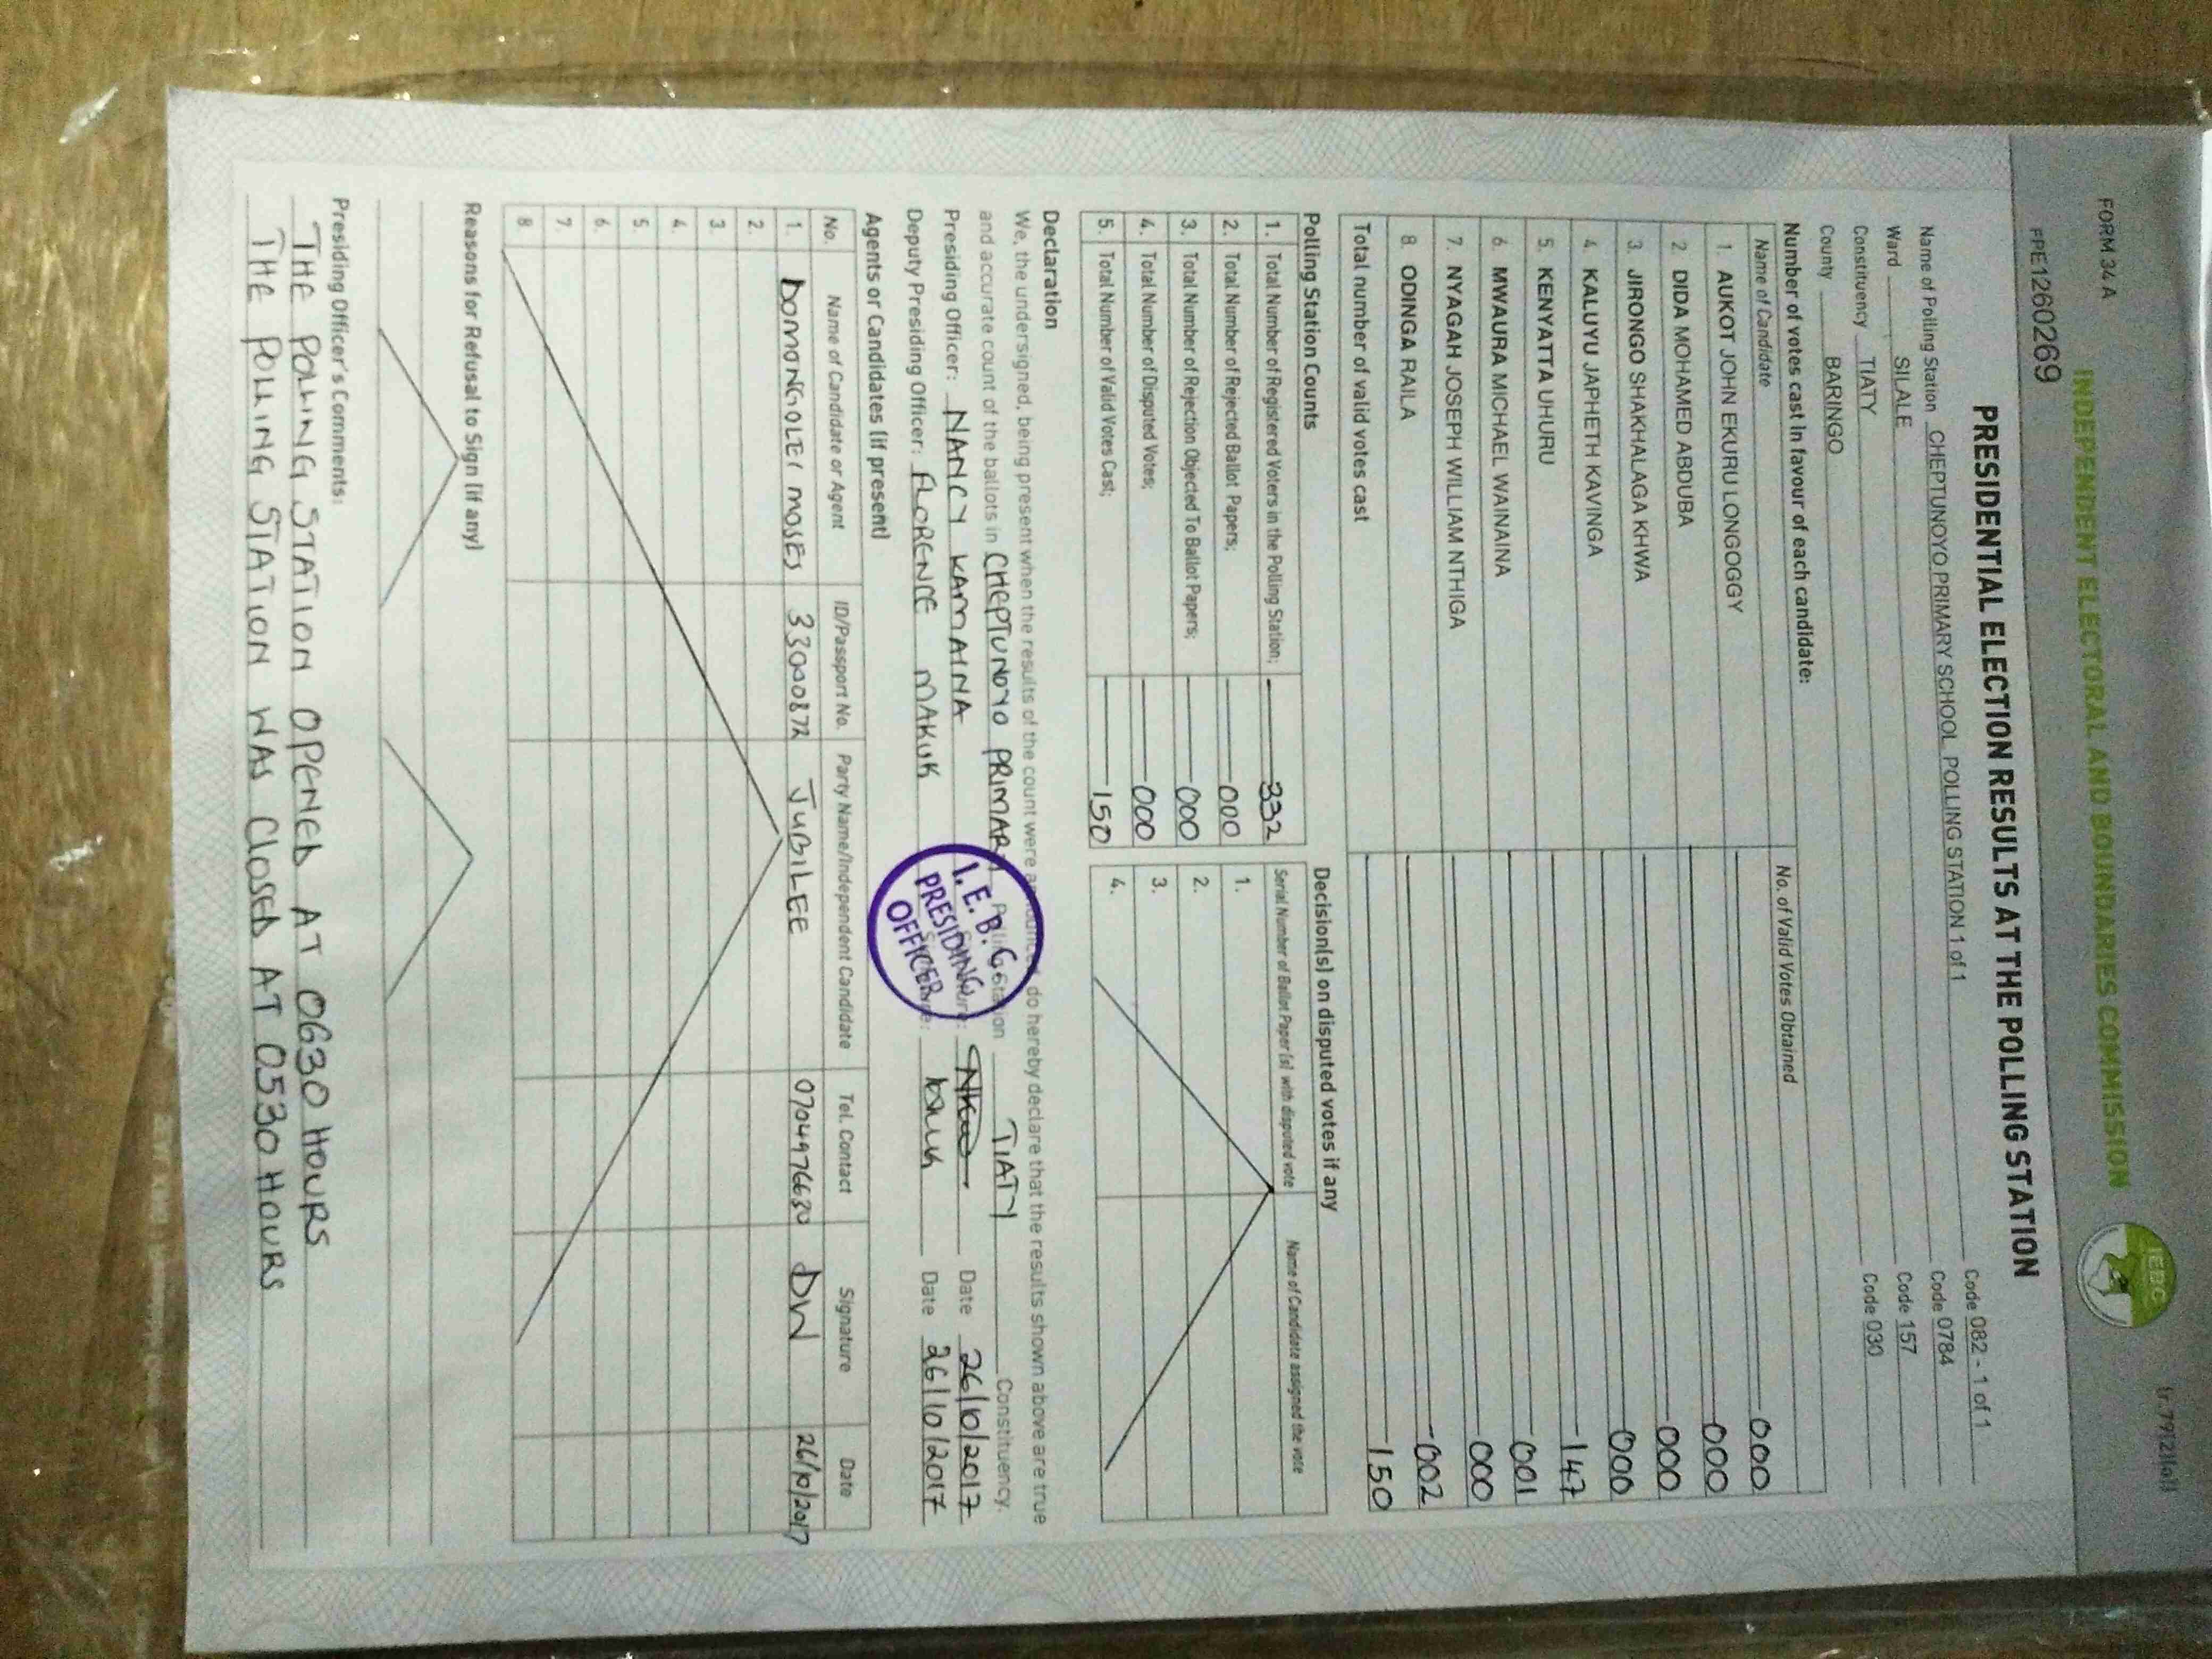 (r.79(2)(a))
FORM 34 A
INDEPENDENT ELECTORAL AND BOUNDARIES COMMISSION
IEBC
FPE1260269
PRESIDENTIAL ELECTION RESULTS AT THE POLLING STATION
Name of Polling Station CHEPTUNOYO PRIMARY SCHOOL POLLING STATION 1 of 1 Code 082 - 1 of 1
Ward SILALE Code 0784
Constituency TIATY Code 157
County BARINGO Code 030
Number of votes cast In favour of each candidate:
Name of Candidate No. of Valid Votes Obtained
1. AUKOT JOHN EKURU LONGOGGY 000
2. DIDA MOHAMED ABDUBA 000
3. JIRONGO SHAKHALAGA KHWA 000
4. KALUYU JAPHETH KAVINGA 000
5. KENYATTA UHURU 147
6. MWAURA MICHAEL WAINAINA 001
7. NYAGAH JOSEPH WILLIAM NTHIGA 000
8. ODINGA RAILA 002
Total number of valid votes cast 150
Polling Station Counts
1. Total Number of Registered Voters in the Polling Station; 332
2. Total Number of Rejected Ballot Papers; 000
3. Total Number of Rejection Objected To Ballot Papers; 000
4. Total Number of Disputed Votes; 000
5. Total Number of Valid Votes Cast; 150
Decision(s) on disputed votes if any
Serial Number of Ballot Paper(s) with disputed vote Name of Candidate assigned the vote
1.
2.
3.
4.
Declaration
We, the undersigned, being present when the results of the count were announced, do hereby declare that the results shown above are true
and accurate count of the ballots in CHEPTUNOYO PRIMARY Polling Station TIATY Constituency.
Presiding Officer: NANCY KAMAINA Signature: Date 26/10/2017
Deputy Presiding Officer: FLORENCE MAKUK Signature: Date 26/10/2017
I. E. B. C
PRESIDING
OFFICER
Agents or Candidates (if present)
No. Name of Candidate or Agent ID/Passport No. Party Name/Independent Candidate Tel. Contact Signature Date
1. DOMONGOLEI MOSES 33000872 JUBILEE 0704976680 DW 26/10/2017
2.
3.
4.
5.
6.
7.
8.
Reasons for Refusal to Sign (if any)
Presiding Officer's Comments:
THE POLLING STATION OPENED AT 0630 HOURS
THE POLLING STATION WAS CLOSED AT 0530 HOURS